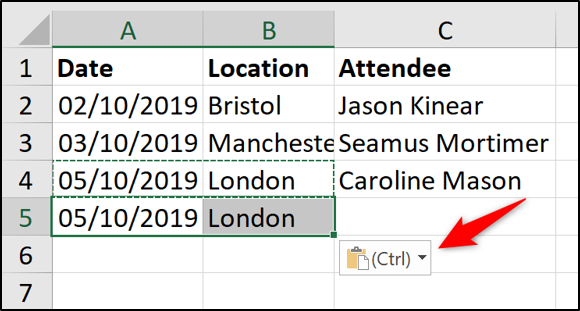 A B C
1 Date Location Attendee
2 02/10/2019 Bristol Jason Kinear
3 03/10/2019 Mancheste Seamus Mortimer
4 05/10/2019 London Caroline Mason
5 05/10/2019 London
6 (Ctrl)
7